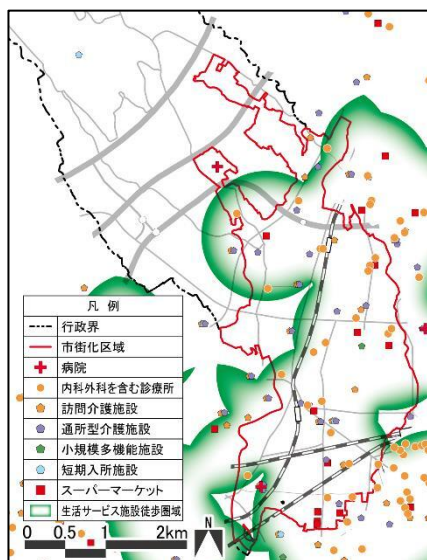 凡 例
行政界
市街化区域
病院
内科外科を含む診療所
訪問介護施設
通所型介護施設
小規模多機能施設
短期入所施設
スーパーマーケット
生活サービス施設徒歩圏域
0 0.5 1 2km
N